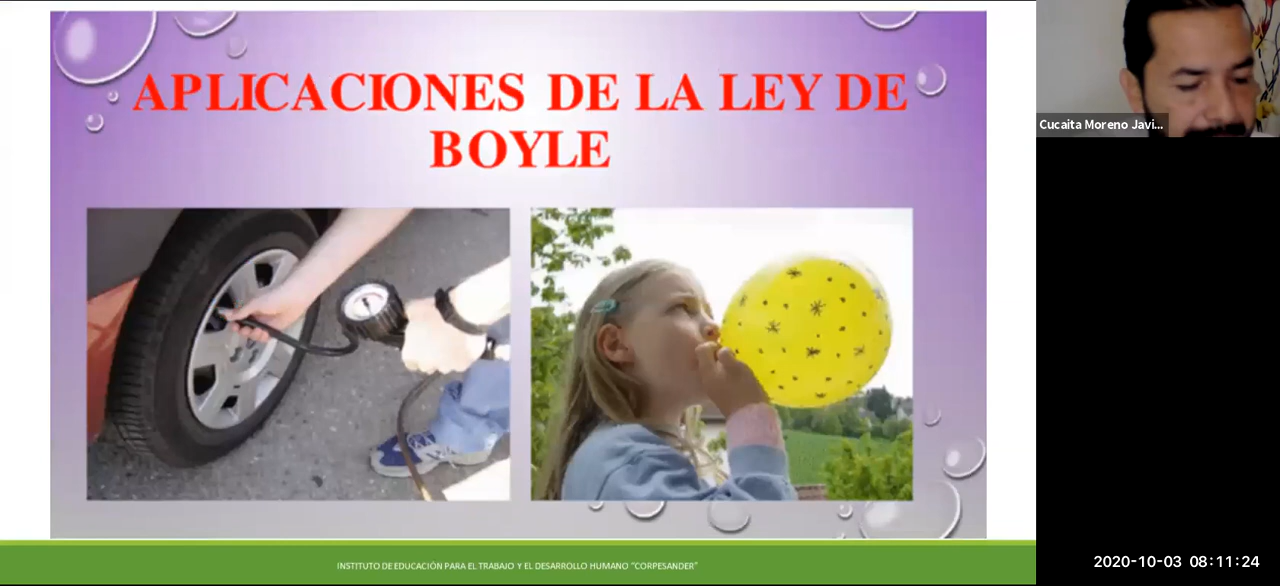 APLICACIONES DE LA LEY DE
BOYLE
Cucaita Moreno Javi...
INSTITUTO DE EDUCACIÓN PARA EL TRABAJO Y EL DESARROLLO HUMANO "CORPESANDER"
2020-10-03 08:11:24